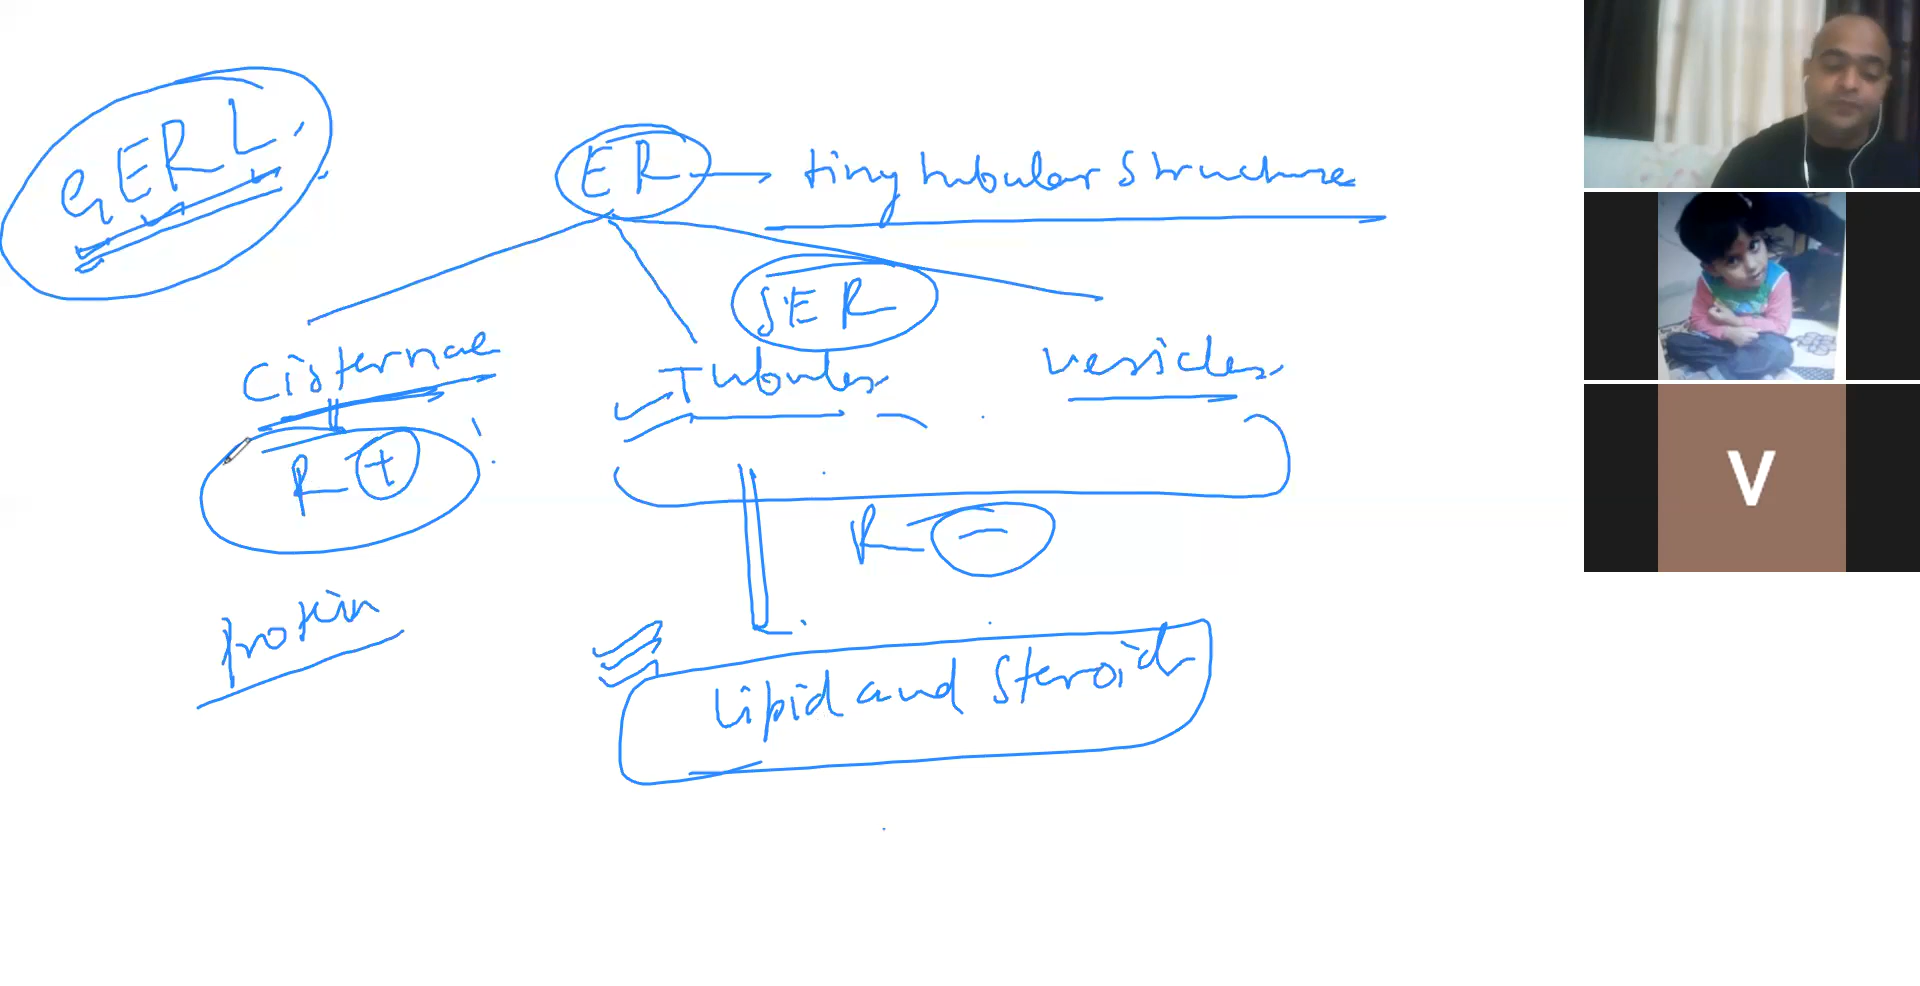 GERL
ER → tiny tubular structure
SER
Cisternae
Tubules
vesicles
R +
R −
protein
Lipid and Steroid
V